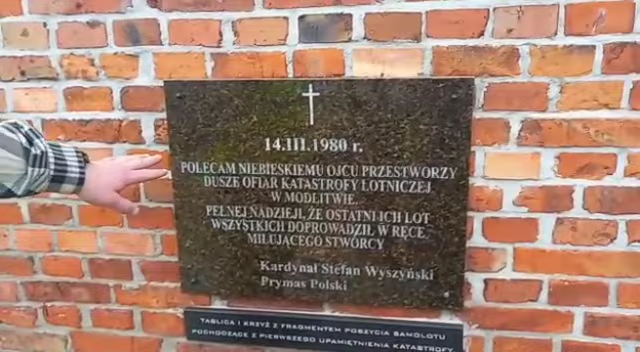 14.III.1980 r.
POLECAM NIEBIESKIEMU OJCU PRZESTWORZY
DUSZE OFIAR KATASTROFY LOTNICZEJ
W MODLITWIE
PEŁNEJ NADZIEJI, ŻE OSTATNI ICH LOT
WSZYSTKICH DOPROWADZIŁ W RĘCE
MIŁUJĄCEGO STWÓRCY
Kardynał Stefan Wyszyński
Prymas Polski
TABLICA I KRZYŻ Z FRAGMENTEM POSZYCIA SAMOLOTU
POCHODZĄCE Z PIERWSZEGO UPAMIĘTNIENIA KATASTROFY